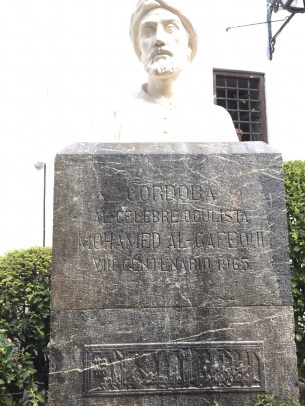 CORDOBA
AL CELEBRE OCULISTA
MOHAMED AL-GAFEQUI
VIII CENTENARIO 1965